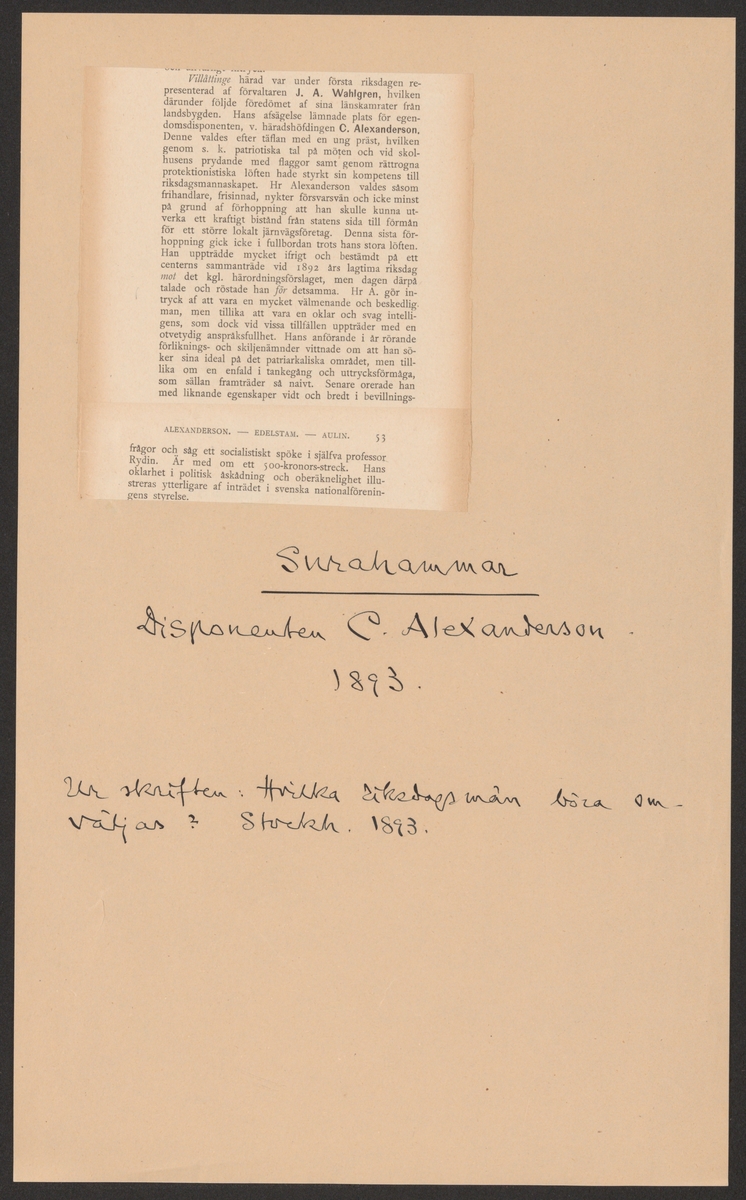 Villåttinge härad var under första riksdagen re-
presenterad af förvaltaren J. A. Wahlgren, hvilken
därunder följde föredömet af sina länskamrater från
landsbygden. Hans afsägelse lämnade plats för egen-
domsdisponenten, v. häradshöfdingen C. Alexanderson.
Denne valdes efter täflan med en ung präst, hvilken
genom s. k. patriotiska tal på möten och vid skol-
husens prydande med flaggor samt genom rättrogna
protektionistiska löften hade styrkt sin kompetens till
riksdagsmannaskapet. Hr Alexanderson valdes såsom
frihandlare, frisinnad, nykter försvarsvän och icke minst
på grund af förhoppning att han skulle kunna ut-
verka ett kraftigt bistånd från statens sida till förmån
för ett större lokalt järnvägsföretag. Denna sista för-
hoppning gick icke i fullbordan trots hans stora löften.
Han uppträdde mycket ifrigt och bestämdt på ett
centerns sammanträde vid 1892 års lagtima riksdag
mot det kgl. härordningsförslaget, men dagen därpå
talade och röstade han för detsamma. Hr A. gör in-
tryck af att vara en mycket välmenande och beskedlig
man, men tillika att vara en oklar och svag intelli-
gens, som dock vid vissa tillfällen uppträder med en
otvetydig anspråksfullhet. Hans anförande i år rörande
förliknings- och skiljenämnder vittnade om att han sö-
ker sina ideal på det patriarkaliska området, men till-
lika om en enfald i tankegång och uttrycksförmåga,
som sällan framträder så naivt. Senare orerade han
med liknande egenskaper vidt och bredt i bevillnings-
ALEXANDERSON. — EDELSTAM. — AULIN. 53
frågor och såg ett socialistiskt spöke i själfva professor
Rydin. Är med om ett 500-kronors-streck. Hans
oklarhet i politisk åskådning och oberäknelighet illu-
streras ytterligare af inträdet i svenska nationalförenin-
gens styrelse.
Surahammar
Disponenten C. Alexanderson.
1893.
Ur skriften: Hvilka riksdagsmän böra om-
väljas? Stockh. 1893.